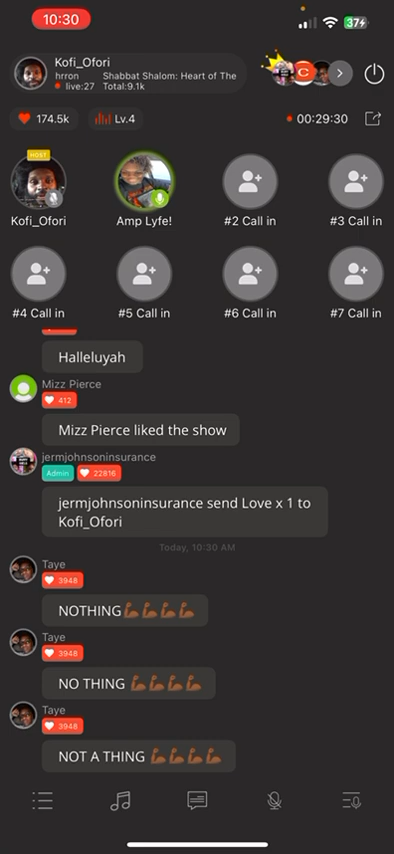 10:30
37
Kofi_Ofori
hrron Shabbat Shalom: Heart of The
live:27 Total:9.1k
C
174.5k
Lv.4
00:29:30
HOST
Kofi_Ofori
Amp Lyfe!
#2 Call in
#3 Call in
#4 Call in
#5 Call in
#6 Call in
#7 Call in
Halleluyah
Mizz Pierce
412
Mizz Pierce liked the show
jermjohnsoninsurance
Admin 22816
jermjohnsoninsurance send Love x 1 to
Kofi_Ofori
Today, 10:30 AM
Taye
3948
NOTHING💪🏾💪🏾💪🏾💪🏾
Taye
3948
NO THING 💪🏾💪🏾💪🏾💪🏾
Taye
3948
NOT A THING 💪🏾💪🏾💪🏾💪🏾